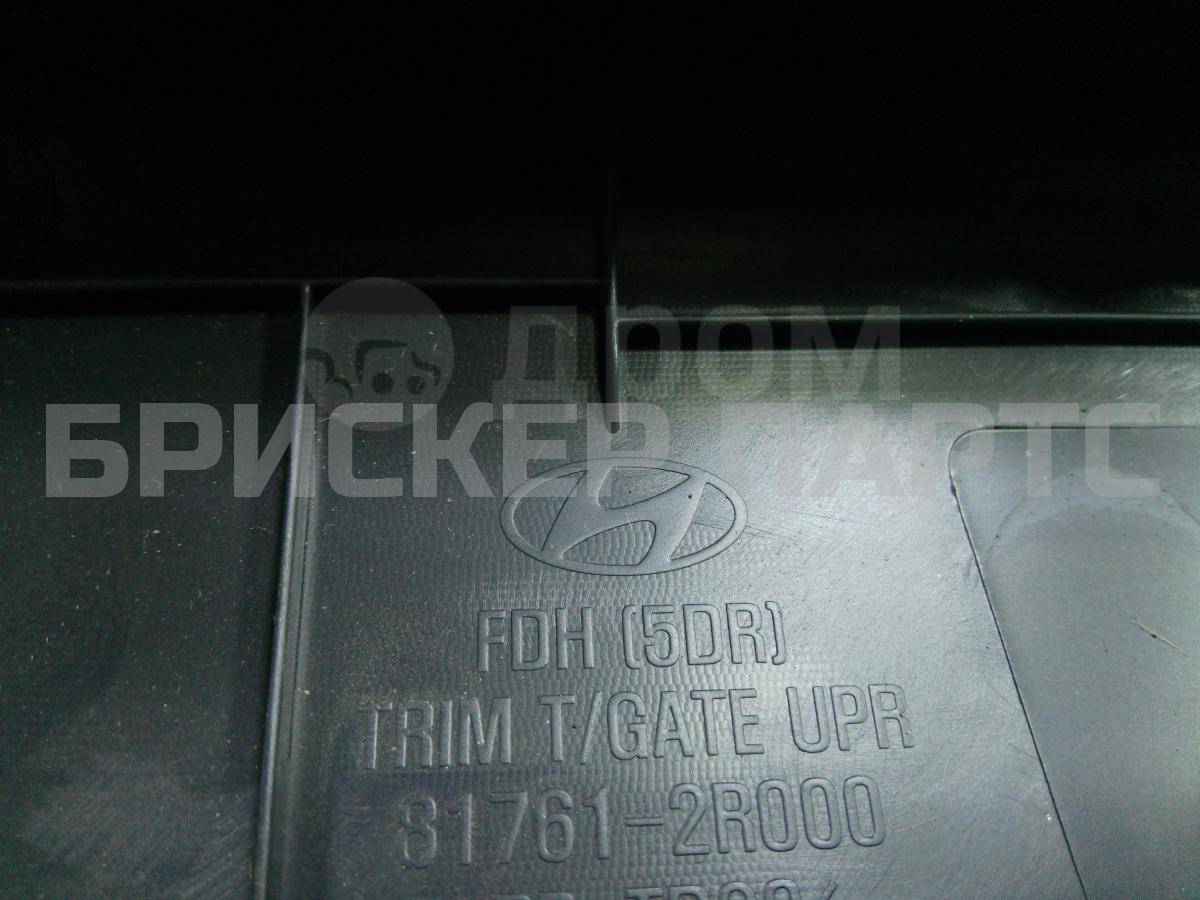 ДРОМ
БРИСКЕР ПАРТС
FDH (5DR)
TRIM T/GATE UPR
81761-2R000